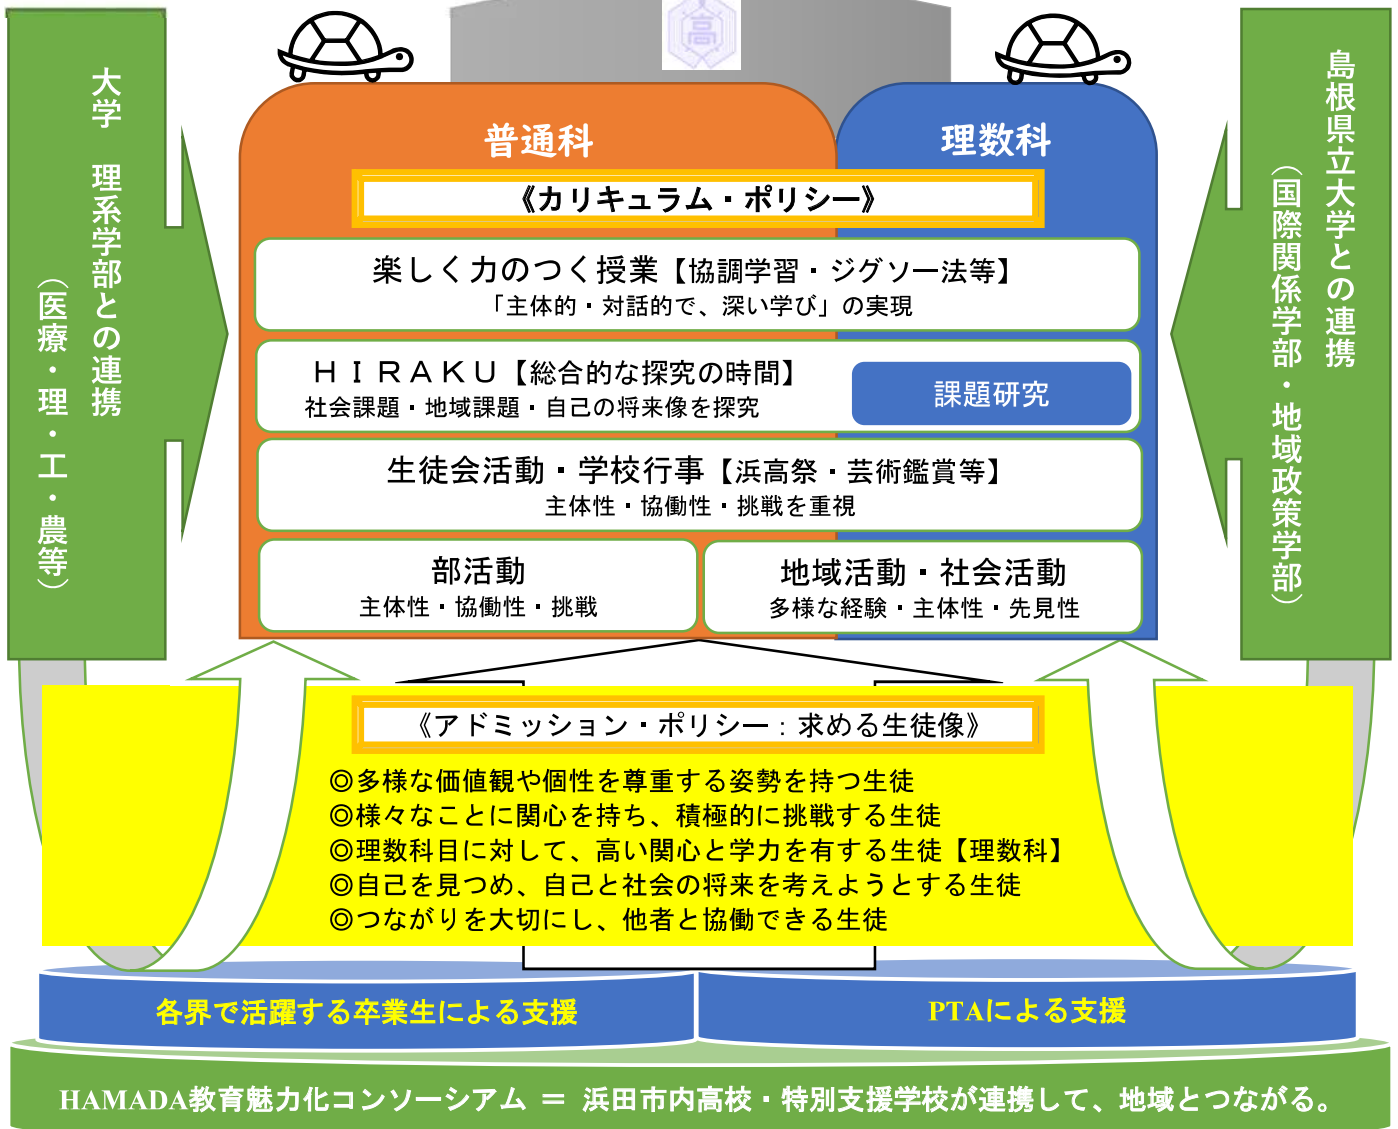 高
大学 理系学部との連携
（医療・理・工・農等）
島根県立大学との連携
（国際関係学部・地域政策学部）
普通科
理数科
《カリキュラム・ポリシー》
楽しく力のつく授業【協調学習・ジグソー法等】
「主体的・対話的で、深い学び」の実現
ＨＩＲＡＫＵ【総合的な探究の時間】
社会課題・地域課題・自己の将来像を探究
課題研究
生徒会活動・学校行事【浜高祭・芸術鑑賞等】
主体性・協働性・挑戦を重視
部活動
主体性・協働性・挑戦
地域活動・社会活動
多様な経験・主体性・先見性
《アドミッション・ポリシー：求める生徒像》
◎多様な価値観や個性を尊重する姿勢を持つ生徒
◎様々なことに関心を持ち、積極的に挑戦する生徒
◎理数科目に対して、高い関心と学力を有する生徒【理数科】
◎自己を見つめ、自己と社会の将来を考えようとする生徒
◎つながりを大切にし、他者と協働できる生徒
各界で活躍する卒業生による支援
PTAによる支援
HAMADA教育魅力化コンソーシアム ＝ 浜田市内高校・特別支援学校が連携して、地域とつながる。